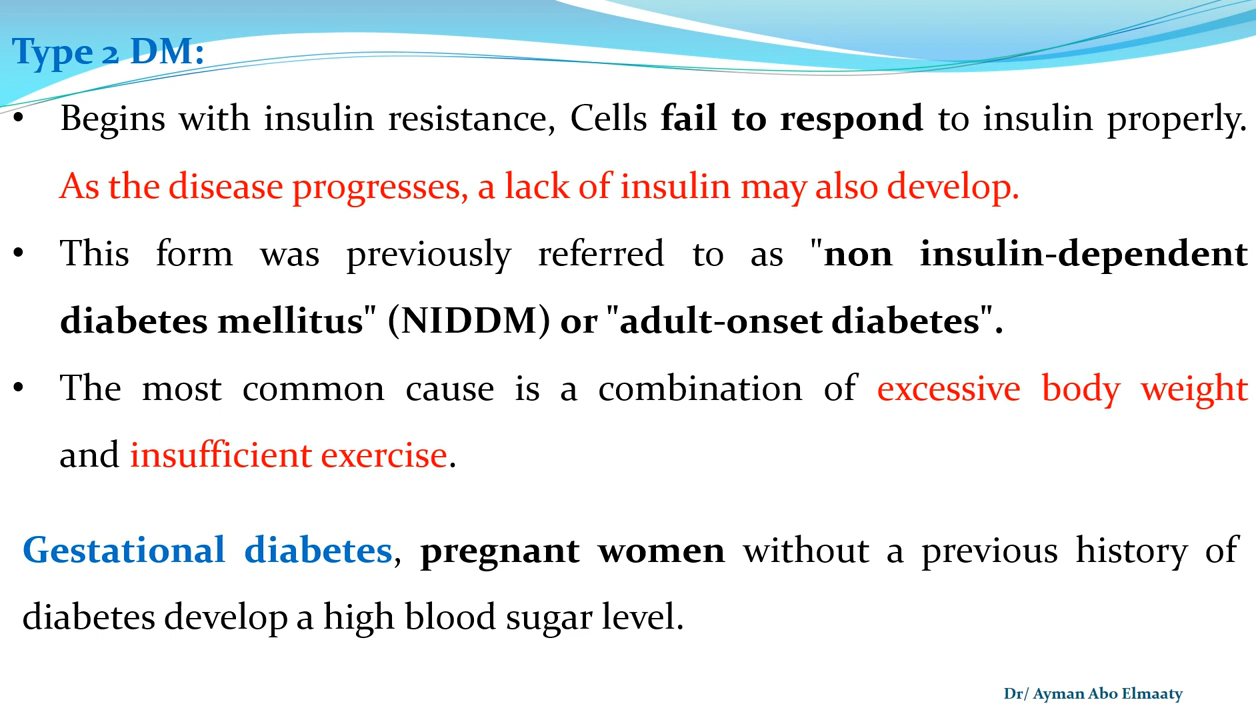 Type 2 DM:
• Begins with insulin resistance, Cells fail to respond to insulin properly.
As the disease progresses, a lack of insulin may also develop.
• This form was previously referred to as "non insulin-dependent
diabetes mellitus" (NIDDM) or "adult-onset diabetes".
• The most common cause is a combination of excessive body weight
and insufficient exercise.
Gestational diabetes, pregnant women without a previous history of
diabetes develop a high blood sugar level.
Dr/ Ayman Abo Elmaaty